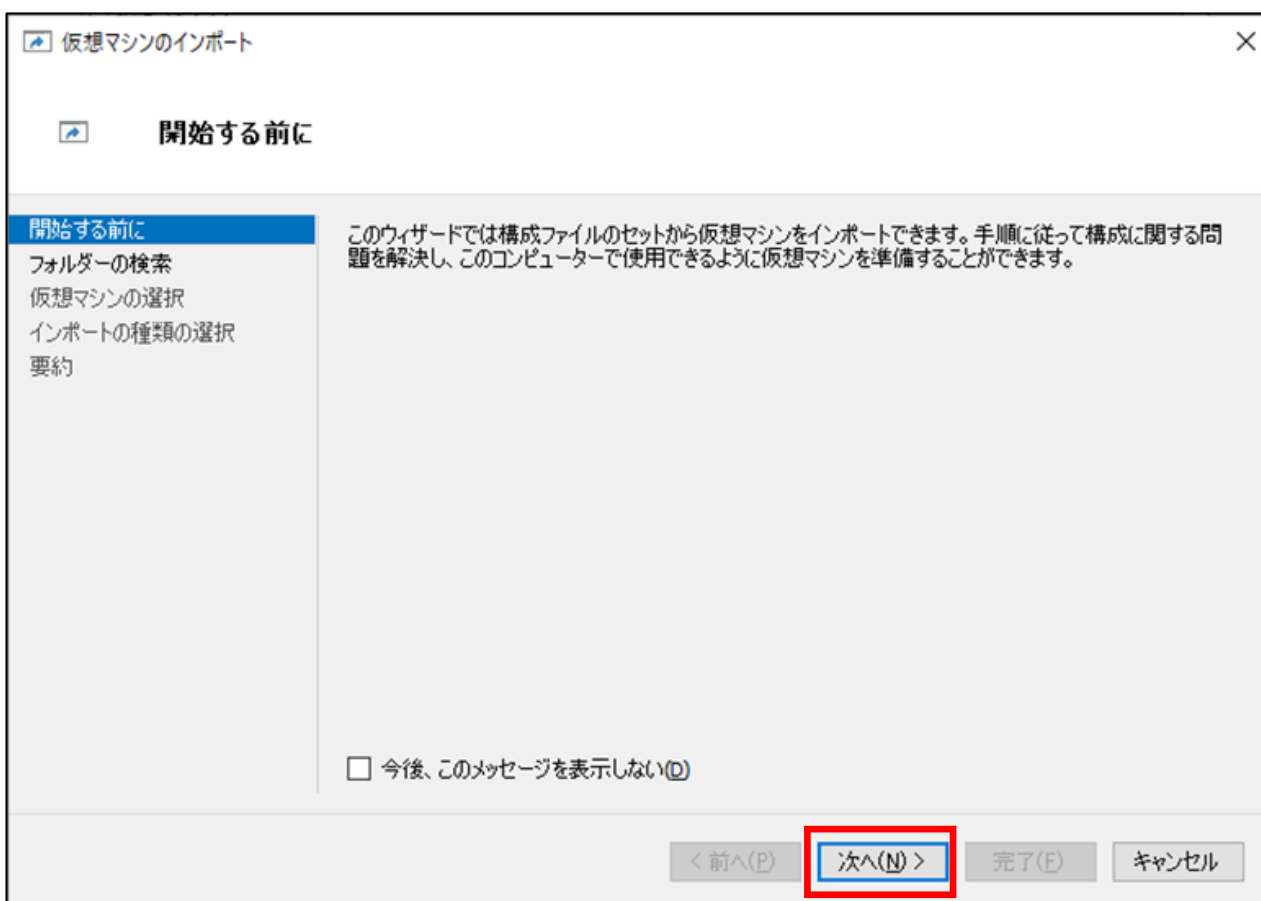 仮想マシンのインポート
開始する前に
開始する前に
フォルダーの検索
仮想マシンの選択
インポートの種類の選択
要約
このウィザードでは構成ファイルのセットから仮想マシンをインポートできます。手順に従って構成に関する問
題を解決し、このコンピューターで使用できるように仮想マシンを準備することができます。
今後、このメッセージを表示しない(D)
< 前へ(P) 次へ(N) > 完了(F) キャンセル